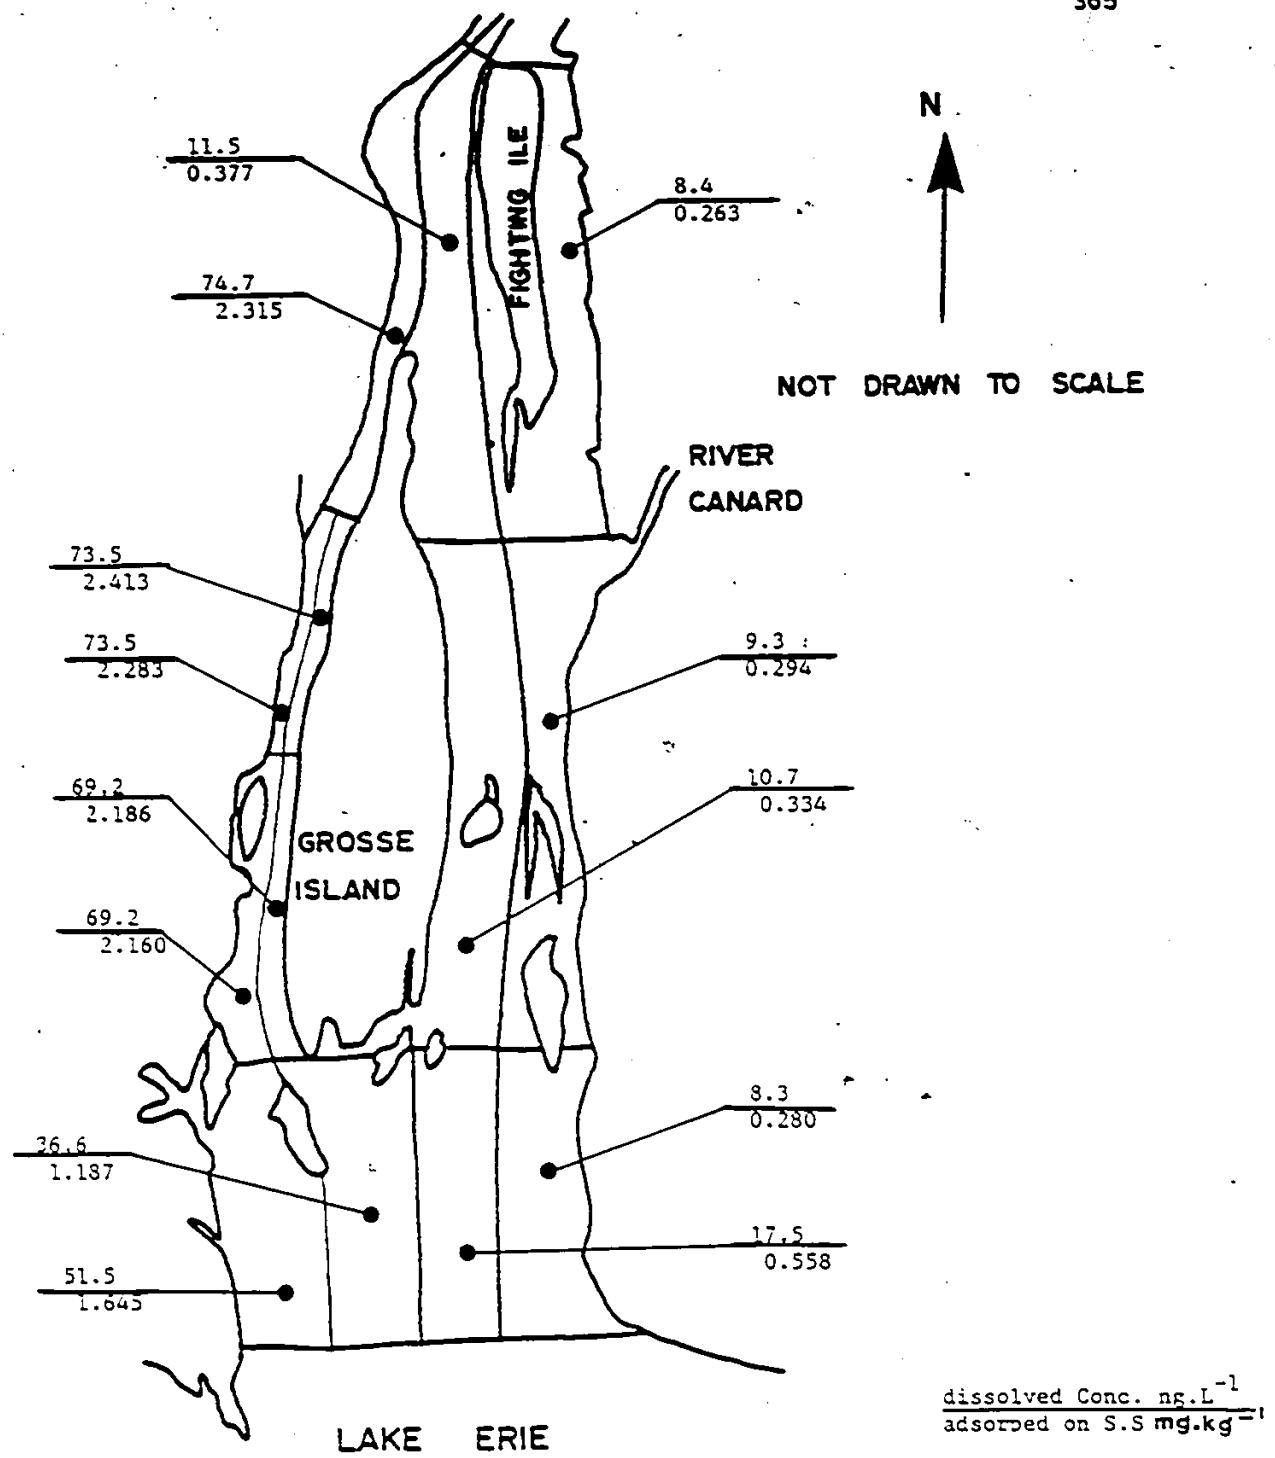 365
N
11.5
0.377
8.4
0.263
FIGHTING ILE
74.7
2.315
NOT DRAWN TO SCALE
RIVER
CANARD
73.5
2.413
73.5
2.283
9.3
0.294
69.2
2.186
10.7
0.334
GROSSE
ISLAND
69.2
2.160
8.3
0.280
36.6
1.187
17.5
0.558
51.5
1.645
dissolved Conc. ng.L⁻¹
adsorbed on S.S mg.kg⁻¹
LAKE ERIE